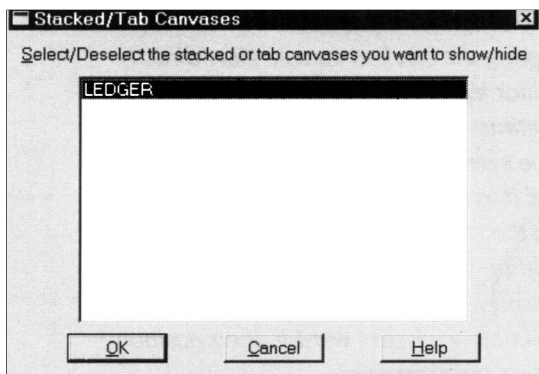 Stacked/Tab Canvases
Select/Deselect the stacked or tab canvases you want to show/hide
LEDGER
OK
Cancel
Help